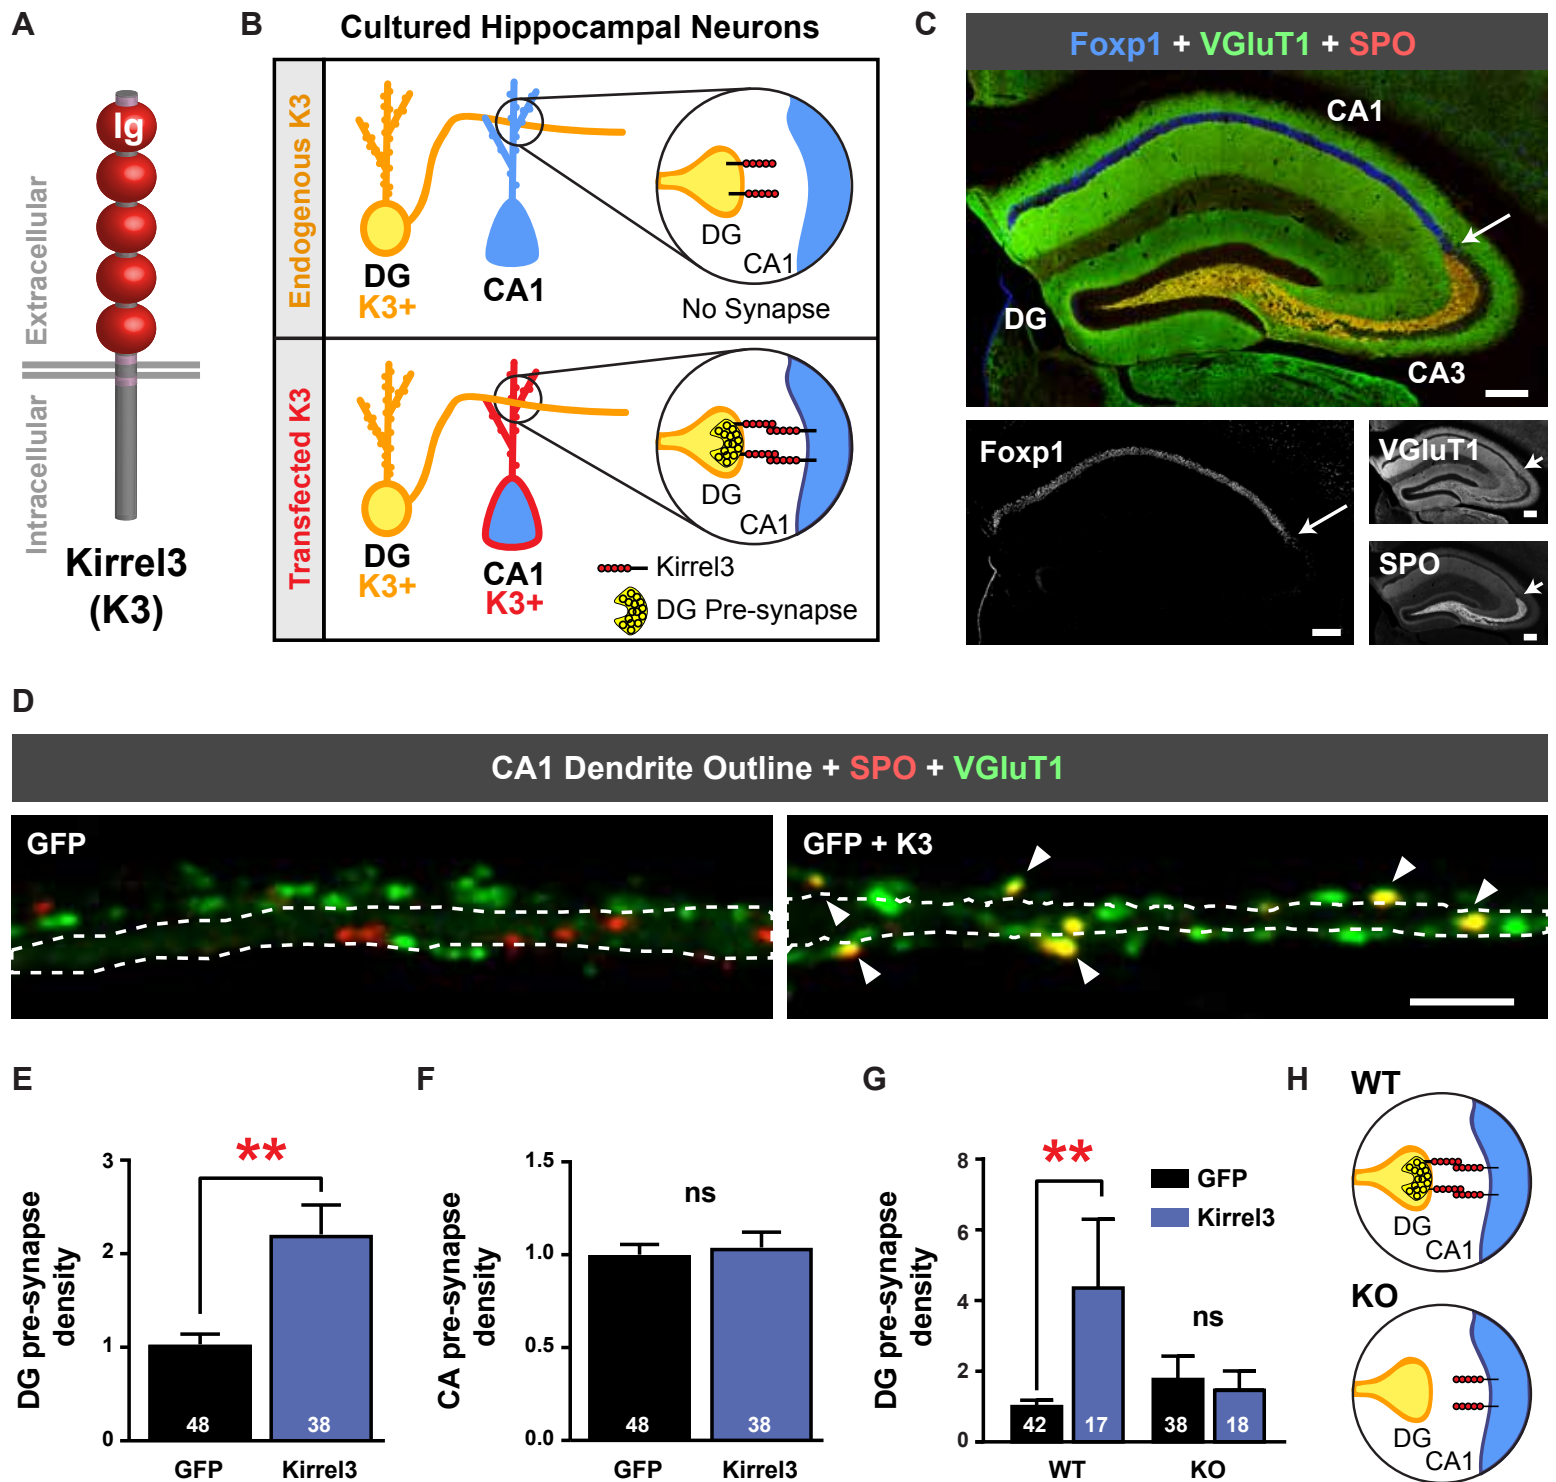 A
Ig
Extracellular
Intracellular
Kirrel3
(K3)
B
Cultured Hippocampal Neurons
Endogenous K3
DG
K3+
CA1
DG
CA1
No Synapse
Transfected K3
DG
K3+
CA1
K3+
DG
CA1
Kirrel3
DG Pre-synapse
C
Foxp1 + VGluT1 + SPO
CA1
DG
CA3
Foxp1
VGluT1
SPO
D
CA1 Dendrite Outline + SPO + VGluT1
GFP
GFP + K3
E
DG pre-synapse
density
3
2
1
0
**
48
38
GFP
Kirrel3
F
CA pre-synapse
density
1.5
1.0
0.5
0.0
ns
48
38
GFP
Kirrel3
G
DG pre-synapse
density
8
6
4
2
0
**
GFP
Kirrel3
ns
42
17
38
18
WT
KO
H
WT
DG
CA1
KO
DG
CA1